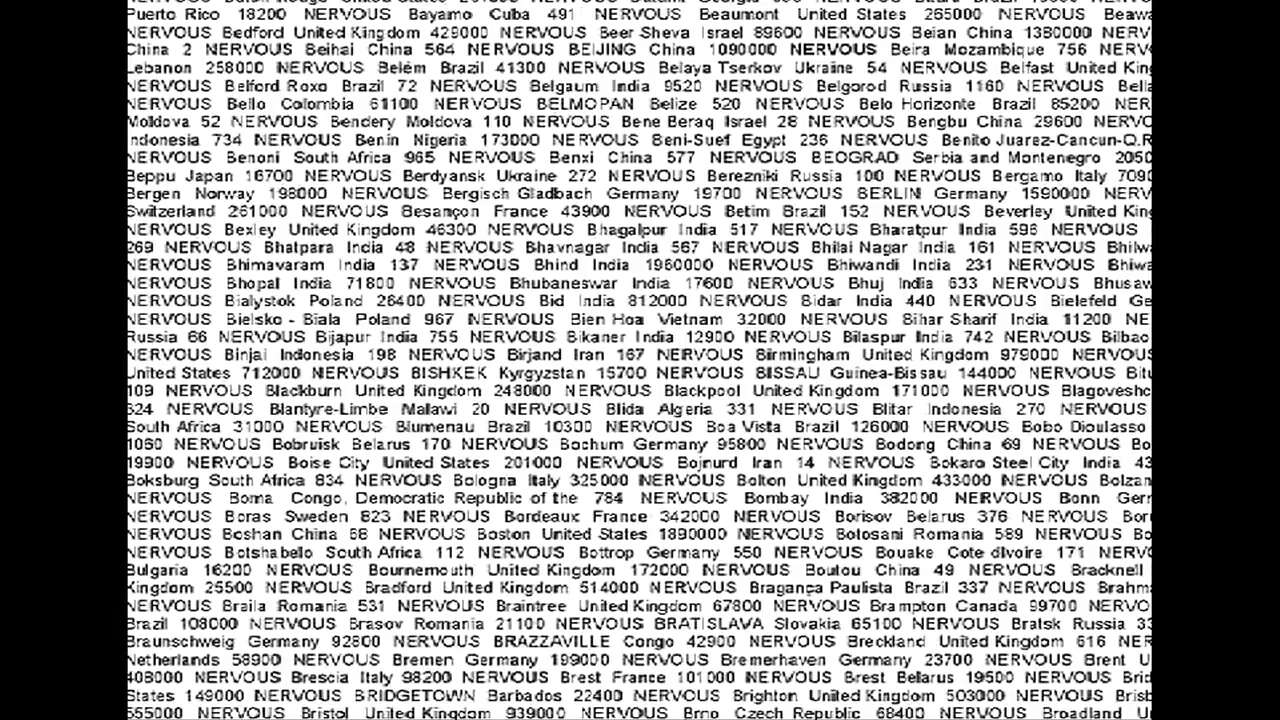 Puerto Rico 18200 NERVOUS Bayamo Cuba 491 NERVOUS Beaumont United States 265000 NERVOUS
NERVOUS Bedford United Kingdom 429000 NERVOUS Beer Sheva Israel 89600 NERVOUS Beian China 1380000
China 2 NERVOUS Beihai China 564 NERVOUS BEIJING China 1090000 NERVOUS Beira Mozambique 756
Lebanon 258000 NERVOUS Belém Brazil 41300 NERVOUS Belaya Tserkov Ukraine 54 NERVOUS Belfast United
NERVOUS Belford Roxo Brazil 72 NERVOUS Belgaum India 9520 NERVOUS Belgorod Russia 1160 NERVOUS
NERVOUS Bello Colombia 61100 NERVOUS BELMOPAN Belize 520 NERVOUS Belo Horizonte Brazil 85200
Moldova 52 NERVOUS Bendery Moldova 110 NERVOUS Bene Beraq Israel 28 NERVOUS Bengbu China 29600
Indonesia 734 NERVOUS Benin Nigeria 173000 NERVOUS Beni-Suef Egypt 236 NERVOUS Benito Juarez-Cancun-Q.R
NERVOUS Benoni South Africa 965 NERVOUS Benxi China 577 NERVOUS BEOGRAD Serbia and Montenegro 2050
Beppu Japan 16700 NERVOUS Berdyansk Ukraine 272 NERVOUS Berezniki Russia 100 NERVOUS Bergamo Italy 7090
Bergen Norway 198000 NERVOUS Bergisch Gladbach Germany 19700 NERVOUS BERLIN Germany 1590000
Switzerland 261000 NERVOUS Besançon France 43900 NERVOUS Betim Brazil 152 NERVOUS Beverley United
NERVOUS Bexley United Kingdom 46300 NERVOUS Bhagalpur India 517 NERVOUS Bharatpur India 596 NERVOUS
269 NERVOUS Bhatpara India 48 NERVOUS Bhavnagar India 567 NERVOUS Bhilai Nagar India 161 NERVOUS
NERVOUS Bhimavaram India 137 NERVOUS Bhind India 1960000 NERVOUS Bhiwandi India 231 NERVOUS
NERVOUS Bhopal India 71800 NERVOUS Bhubaneswar India 17600 NERVOUS Bhuj India 633 NERVOUS
NERVOUS Bialystok Poland 26400 NERVOUS Bid India 812000 NERVOUS Bidar India 440 NERVOUS Bielefeld
NERVOUS Bielsko - Biala Poland 967 NERVOUS Bien Hoa Vietnam 32000 NERVOUS Bihar Sharif India 11200
Russia 66 NERVOUS Bijapur India 755 NERVOUS Bikaner India 12900 NERVOUS Bilaspur India 742 NERVOUS Bilbao
NERVOUS Binjai Indonesia 198 NERVOUS Birjand Iran 167 NERVOUS Birmingham United Kingdom 979000 NERVOUS
United States 712000 NERVOUS BISHKEK Kyrgyzstan 15700 NERVOUS BISSAU Guinea-Bissau 144000 NERVOUS
109 NERVOUS Blackburn United Kingdom 248000 NERVOUS Blackpool United Kingdom 171000 NERVOUS
624 NERVOUS Blantyre-Limbe Malawi 20 NERVOUS Blida Algeria 331 NERVOUS Blitar Indonesia 270 NERVOUS
South Africa 31000 NERVOUS Blumenau Brazil 10300 NERVOUS Boa Vista Brazil 126000 NERVOUS Bobo Dioulasso
1060 NERVOUS Bobruisk Belarus 170 NERVOUS Bochum Germany 95800 NERVOUS Bodong China 69 NERVOUS
19900 NERVOUS Boise City United States 201000 NERVOUS Bojnurd Iran 14 NERVOUS Bokaro Steel City India 43
Boksburg South Africa 834 NERVOUS Bologna Italy 325000 NERVOUS Bolton United Kingdom 433000 NERVOUS
NERVOUS Boma Congo, Democratic Republic of the 784 NERVOUS Bombay India 382000 NERVOUS Bonn
NERVOUS Boras Sweden 823 NERVOUS Bordeaux France 342000 NERVOUS Borisov Belarus 376 NERVOUS
NERVOUS Boshan China 68 NERVOUS Boston United States 1890000 NERVOUS Botosani Romania 589 NERVOUS
NERVOUS Botshabelo South Africa 112 NERVOUS Bottrop Germany 550 NERVOUS Bouake Cote dIvoire 171
Bulgaria 16200 NERVOUS Bournemouth United Kingdom 172000 NERVOUS Boutou China 49 NERVOUS Bracknell
Kingdom 25500 NERVOUS Bradford United Kingdom 514000 NERVOUS Bragança Paulista Brazil 337 NERVOUS
NERVOUS Braila Romania 531 NERVOUS Braintree United Kingdom 67800 NERVOUS Brampton Canada 99700
Brazil 108000 NERVOUS Brasov Romania 21100 NERVOUS BRATISLAVA Slovakia 65100 NERVOUS Bratsk Russia
Braunschweig Germany 92800 NERVOUS BRAZZAVILLE Congo 42900 NERVOUS Breckland United Kingdom 616
Netherlands 58900 NERVOUS Bremen Germany 199000 NERVOUS Bremerhaven Germany 23700 NERVOUS Brent
408000 NERVOUS Brescia Italy 98200 NERVOUS Brest France 101000 NERVOUS Brest Belarus 19500 NERVOUS
States 149000 NERVOUS BRIDGETOWN Barbados 22400 NERVOUS Brighton United Kingdom 503000 NERVOUS
555000 NERVOUS Bristol United Kingdom 939000 NERVOUS Brno Czech Republic 68400 NERVOUS Broadland